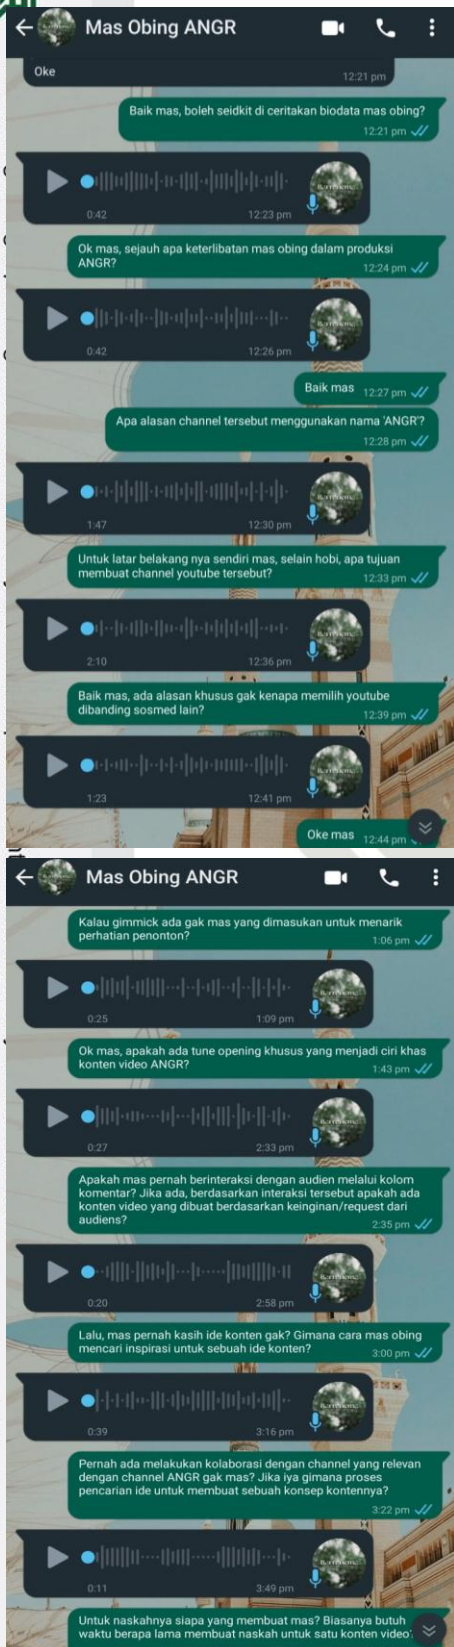 Mas Obing ANGR
Oke
12:21 pm
Baik mas, boleh seidkit di ceritakan biodata mas obing?
12:21 pm
0:42 12:23 pm
Ok mas, sejauh apa keterlibatan mas obing dalam produksi
ANGR?
12:24 pm
0:42 12:26 pm
Baik mas 12:27 pm
Apa alasan channel tersebut menggunakan nama 'ANGR'?
12:28 pm
1:47 12:30 pm
Untuk latar belakang nya sendiri mas, selain hobi, apa tujuan
membuat channel youtube tersebut?
12:33 pm
2:10 12:36 pm
Baik mas, ada alasan khusus gak kenapa memilih youtube
dibanding sosmed lain?
12:39 pm
1:23 12:41 pm
Oke mas 12:44 pm
Mas Obing ANGR
Kalau gimmick ada gak mas yang dimasukan untuk menarik
perhatian penonton?
1:06 pm
0:25 1:09 pm
Ok mas, apakah ada tune opening khusus yang menjadi ciri khas
konten video ANGR?
1:43 pm
0:27 2:33 pm
Apakah mas pernah berinteraksi dengan audien melalui kolom
komentar? Jika ada, berdasarkan interaksi tersebut apakah ada
konten video yang dibuat berdasarkan keinginan/request dari
audiens?
2:35 pm
0:20 2:58 pm
Lalu, mas pernah kasih ide konten gak? Gimana cara mas obing
mencari inspirasi untuk sebuah ide konten?
3:00 pm
0:39 3:16 pm
Pernah ada melakukan kolaborasi dengan channel yang relevan
dengan channel ANGR gak mas? Jika iya gimana proses
pencarian ide untuk membuat sebuah konsep kontennya?
3:22 pm
0:11 3:49 pm
Untuk naskahnya siapa yang membuat mas? Biasanya butuh
waktu berapa lama membuat naskah untuk satu konten video?